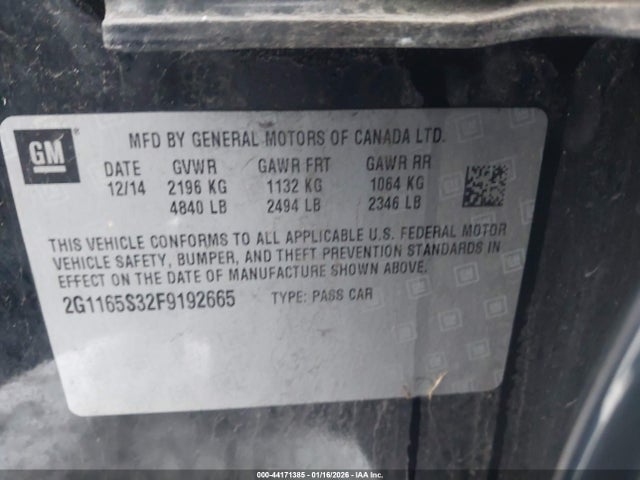 GM
MFD BY GENERAL MOTORS OF CANADA LTD.
DATE GVWR GAWR FRT GAWR RR
12/14 2196 KG 1132 KG 1064 KG
4840 LB 2494 LB 2346 LB
THIS VEHICLE CONFORMS TO ALL APPLICABLE U.S. FEDERAL MOTOR
VEHICLE SAFETY, BUMPER, AND THEFT PREVENTION STANDARDS IN
EFFECT ON THE DATE OF MANUFACTURE SHOWN ABOVE.
2G1165S32F9192665 TYPE: PASS CAR
000-44171385 - 01/16/2026 - IAA Inc.